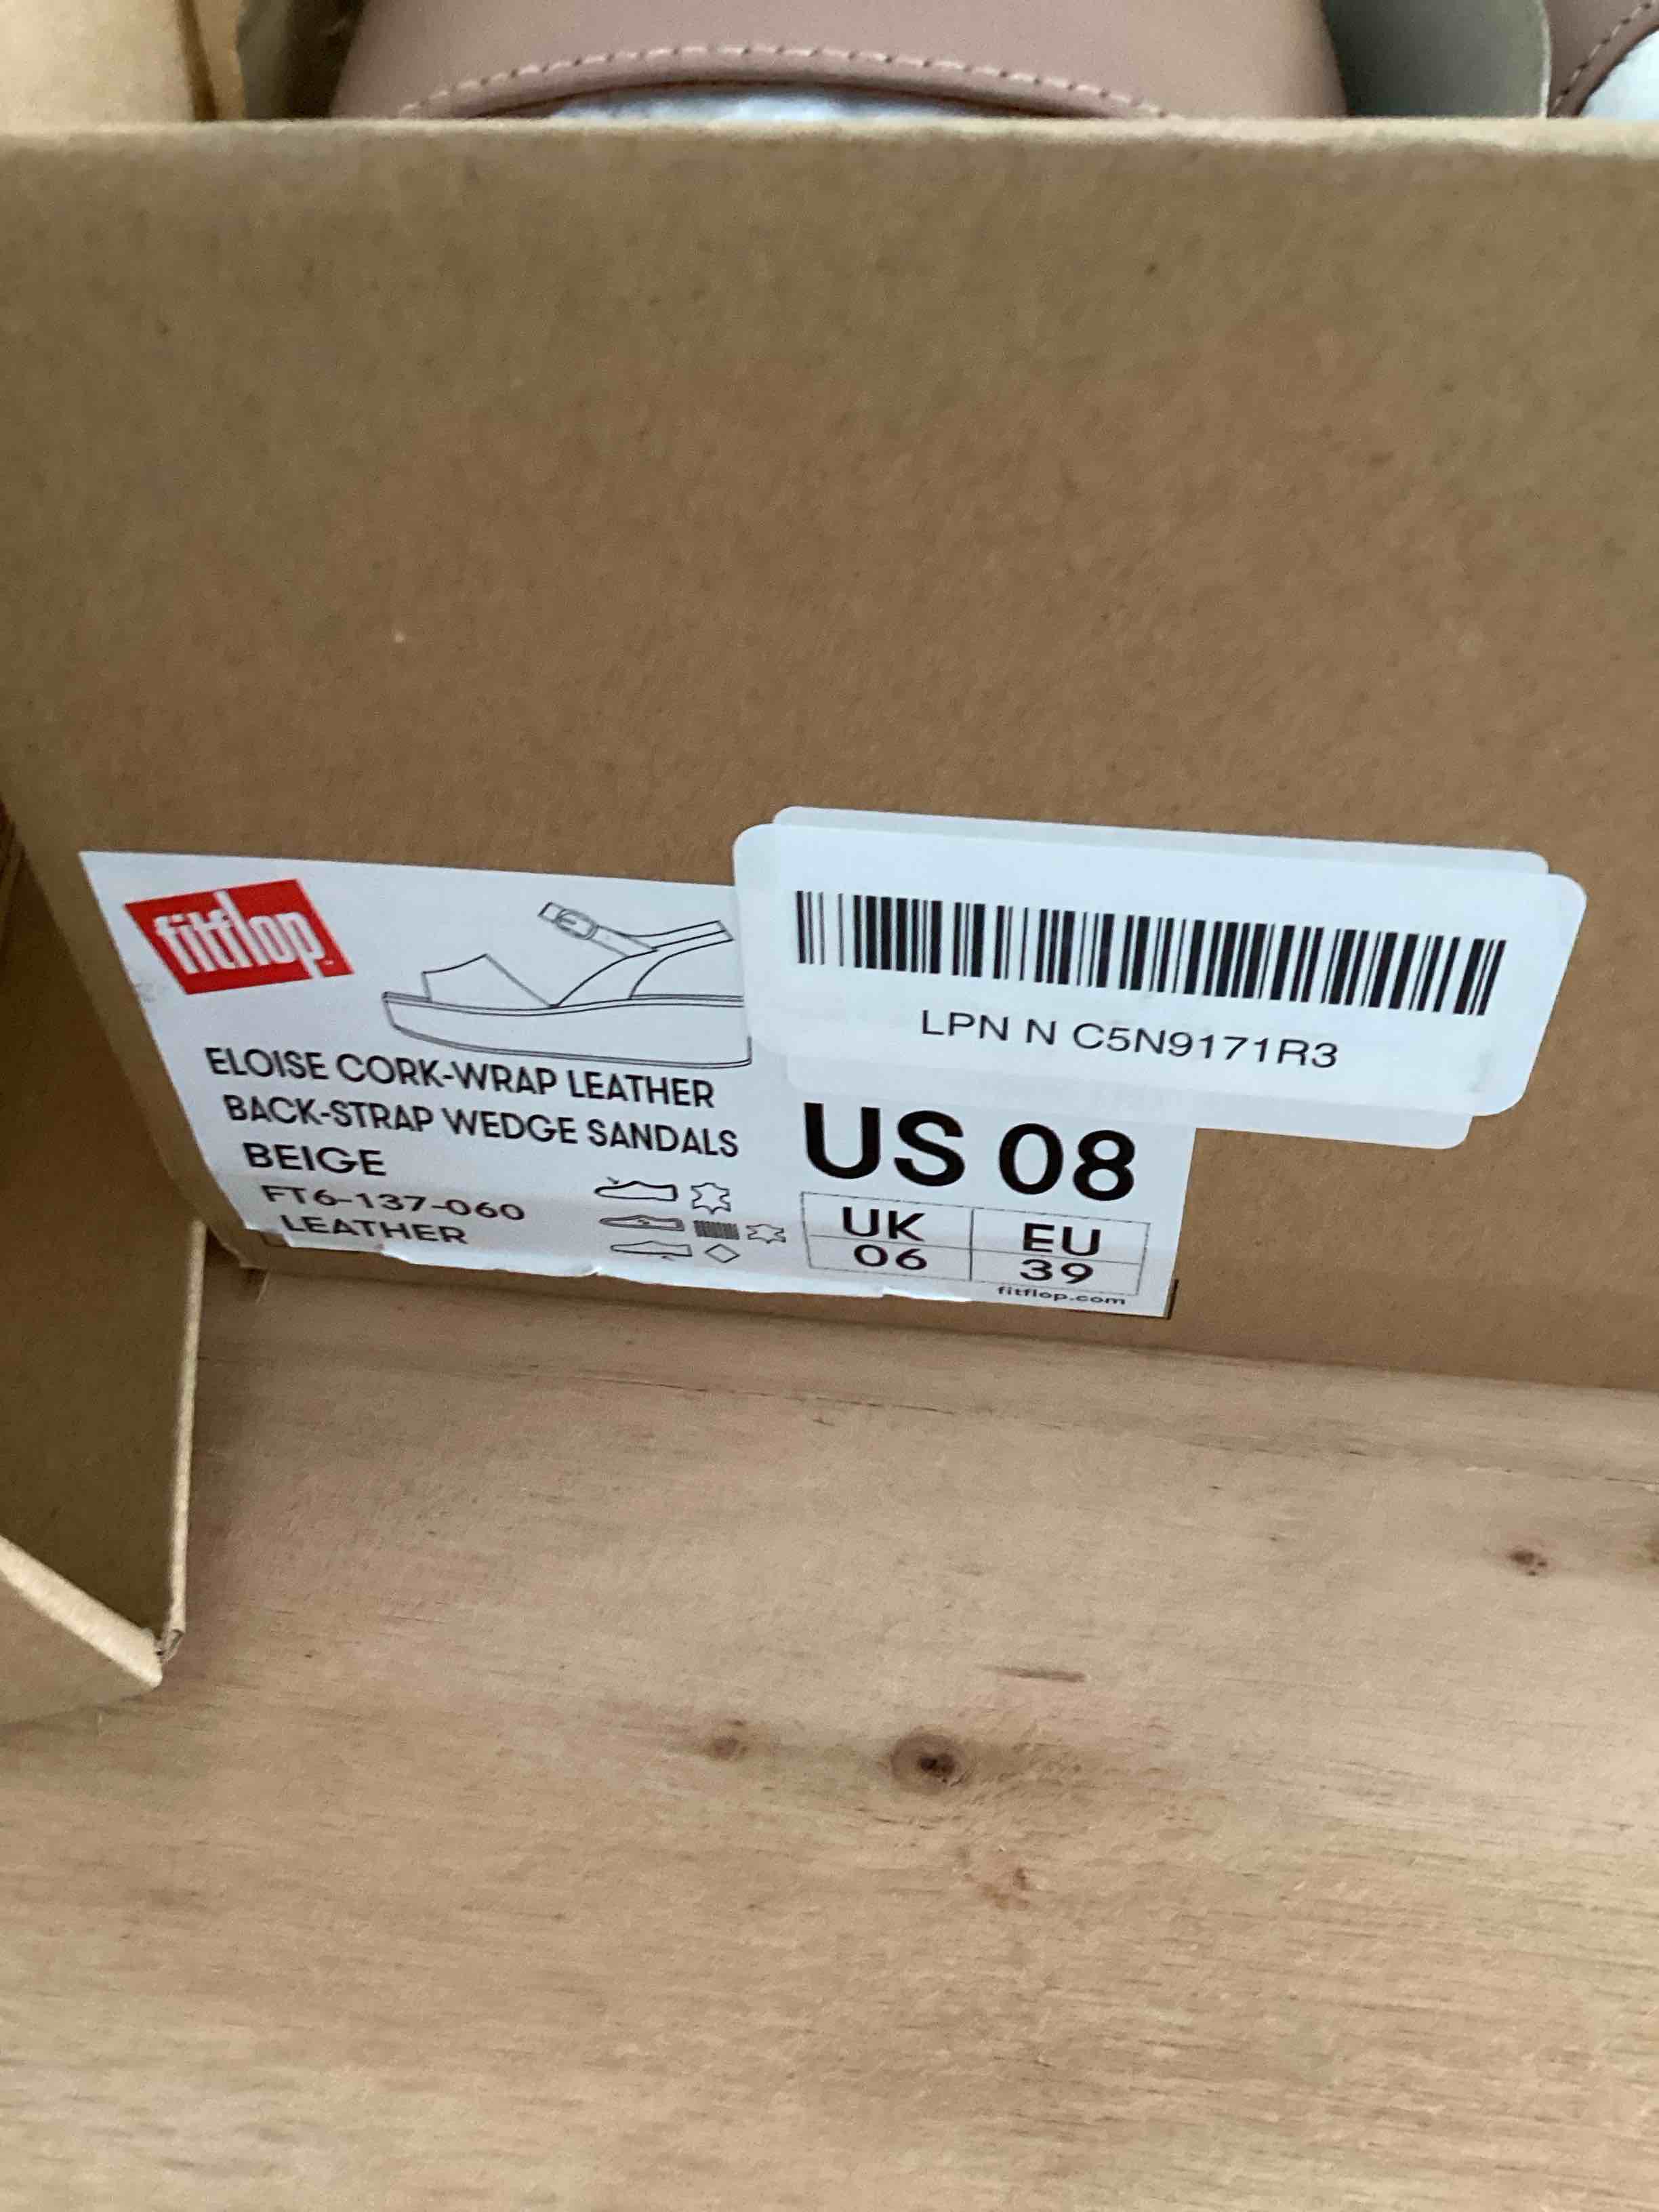 fitflop
ELOISE CORK-WRAP LEATHER
BACK-STRAP WEDGE SANDALS
BEIGE
FT6-137-060
LEATHER
LPN N C5N9171R3
US 08
UK EU
06 39
fitflop.com